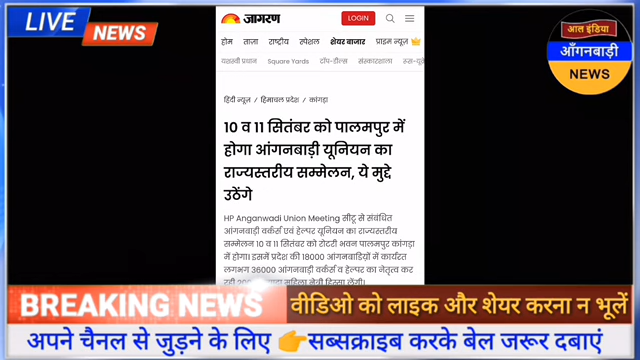 LIVE
NEWS
जागरण
LOGIN
आल इंडिया
आँगनबाड़ी
NEWS
होम ताजा राष्ट्रीय स्पेशल शेयर बाजार प्राइम न्यूज़
यशस्वी प्रधान Square Yards टॉप-डील्स संस्कारशाला
हिंदी न्यूज़ / हिमाचल प्रदेश / कांगड़ा
10 व 11 सितंबर को पालमपुर में
होगा आंगनबाड़ी यूनियन का
राज्यस्तरीय सम्मेलन, ये मुद्दे
उठेंगे
HP Anganwadi Union Meeting सीटू से संबंधित
आंगनबाड़ी वर्कर्स एवं हेल्पर यूनियन का राज्यस्तरीय
सम्मेलन 10 व 11 सितंबर को रोटरी भवन पालमपुर कांगड़ा
में होगा। इसमें प्रदेश की 18000 आंगनबाडिय़ों में कार्यरत
लगभग 36000 आंगनबाड़ी वर्कर्स व हेल्पर का नेतृत्व कर
BREAKING NEWS
वीडियो को लाइक और शेयर करना न भूलें
अपने चैनल से जुड़ने के लिए 👉सब्सक्राइब करके बेल जरूर दबाएं